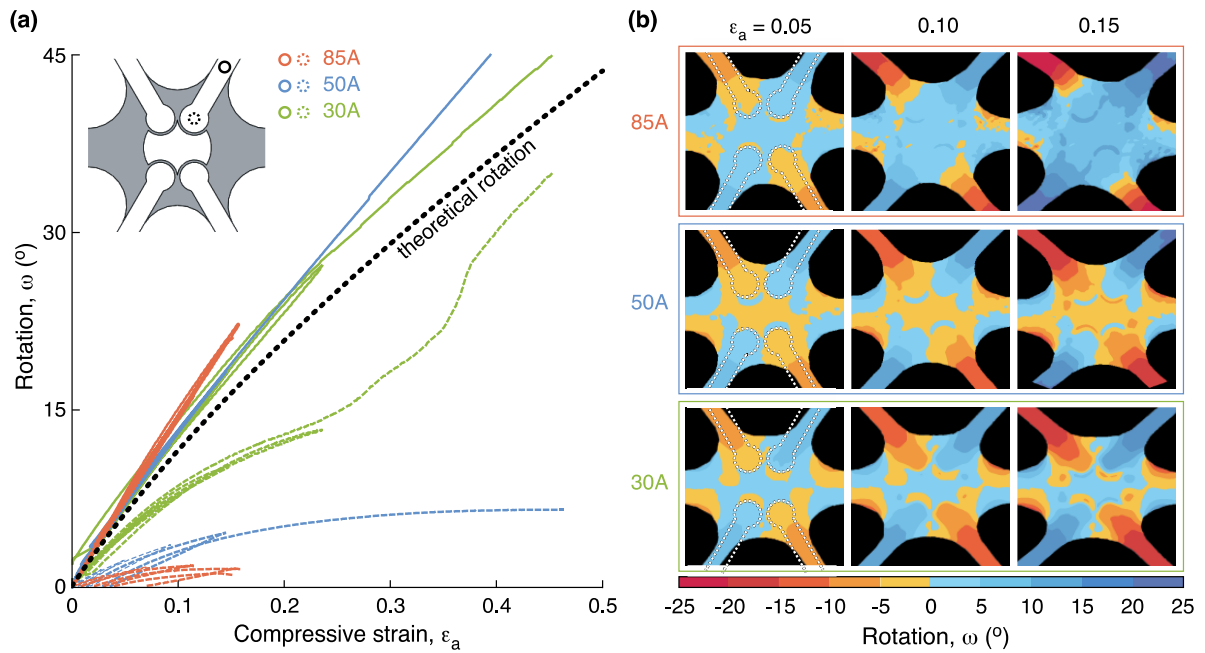 (a)
85A
50A
30A
theoretical rotation
45
30
15
0
0
0.1
0.2
0.3
0.4
0.5
Rotation, ω (º)
Compressive strain, εa
(b)
εa = 0.05
0.10
0.15
85A
50A
30A
-25
-20
-15
-10
-5
0
5
10
15
20
25
Rotation, ω (º)